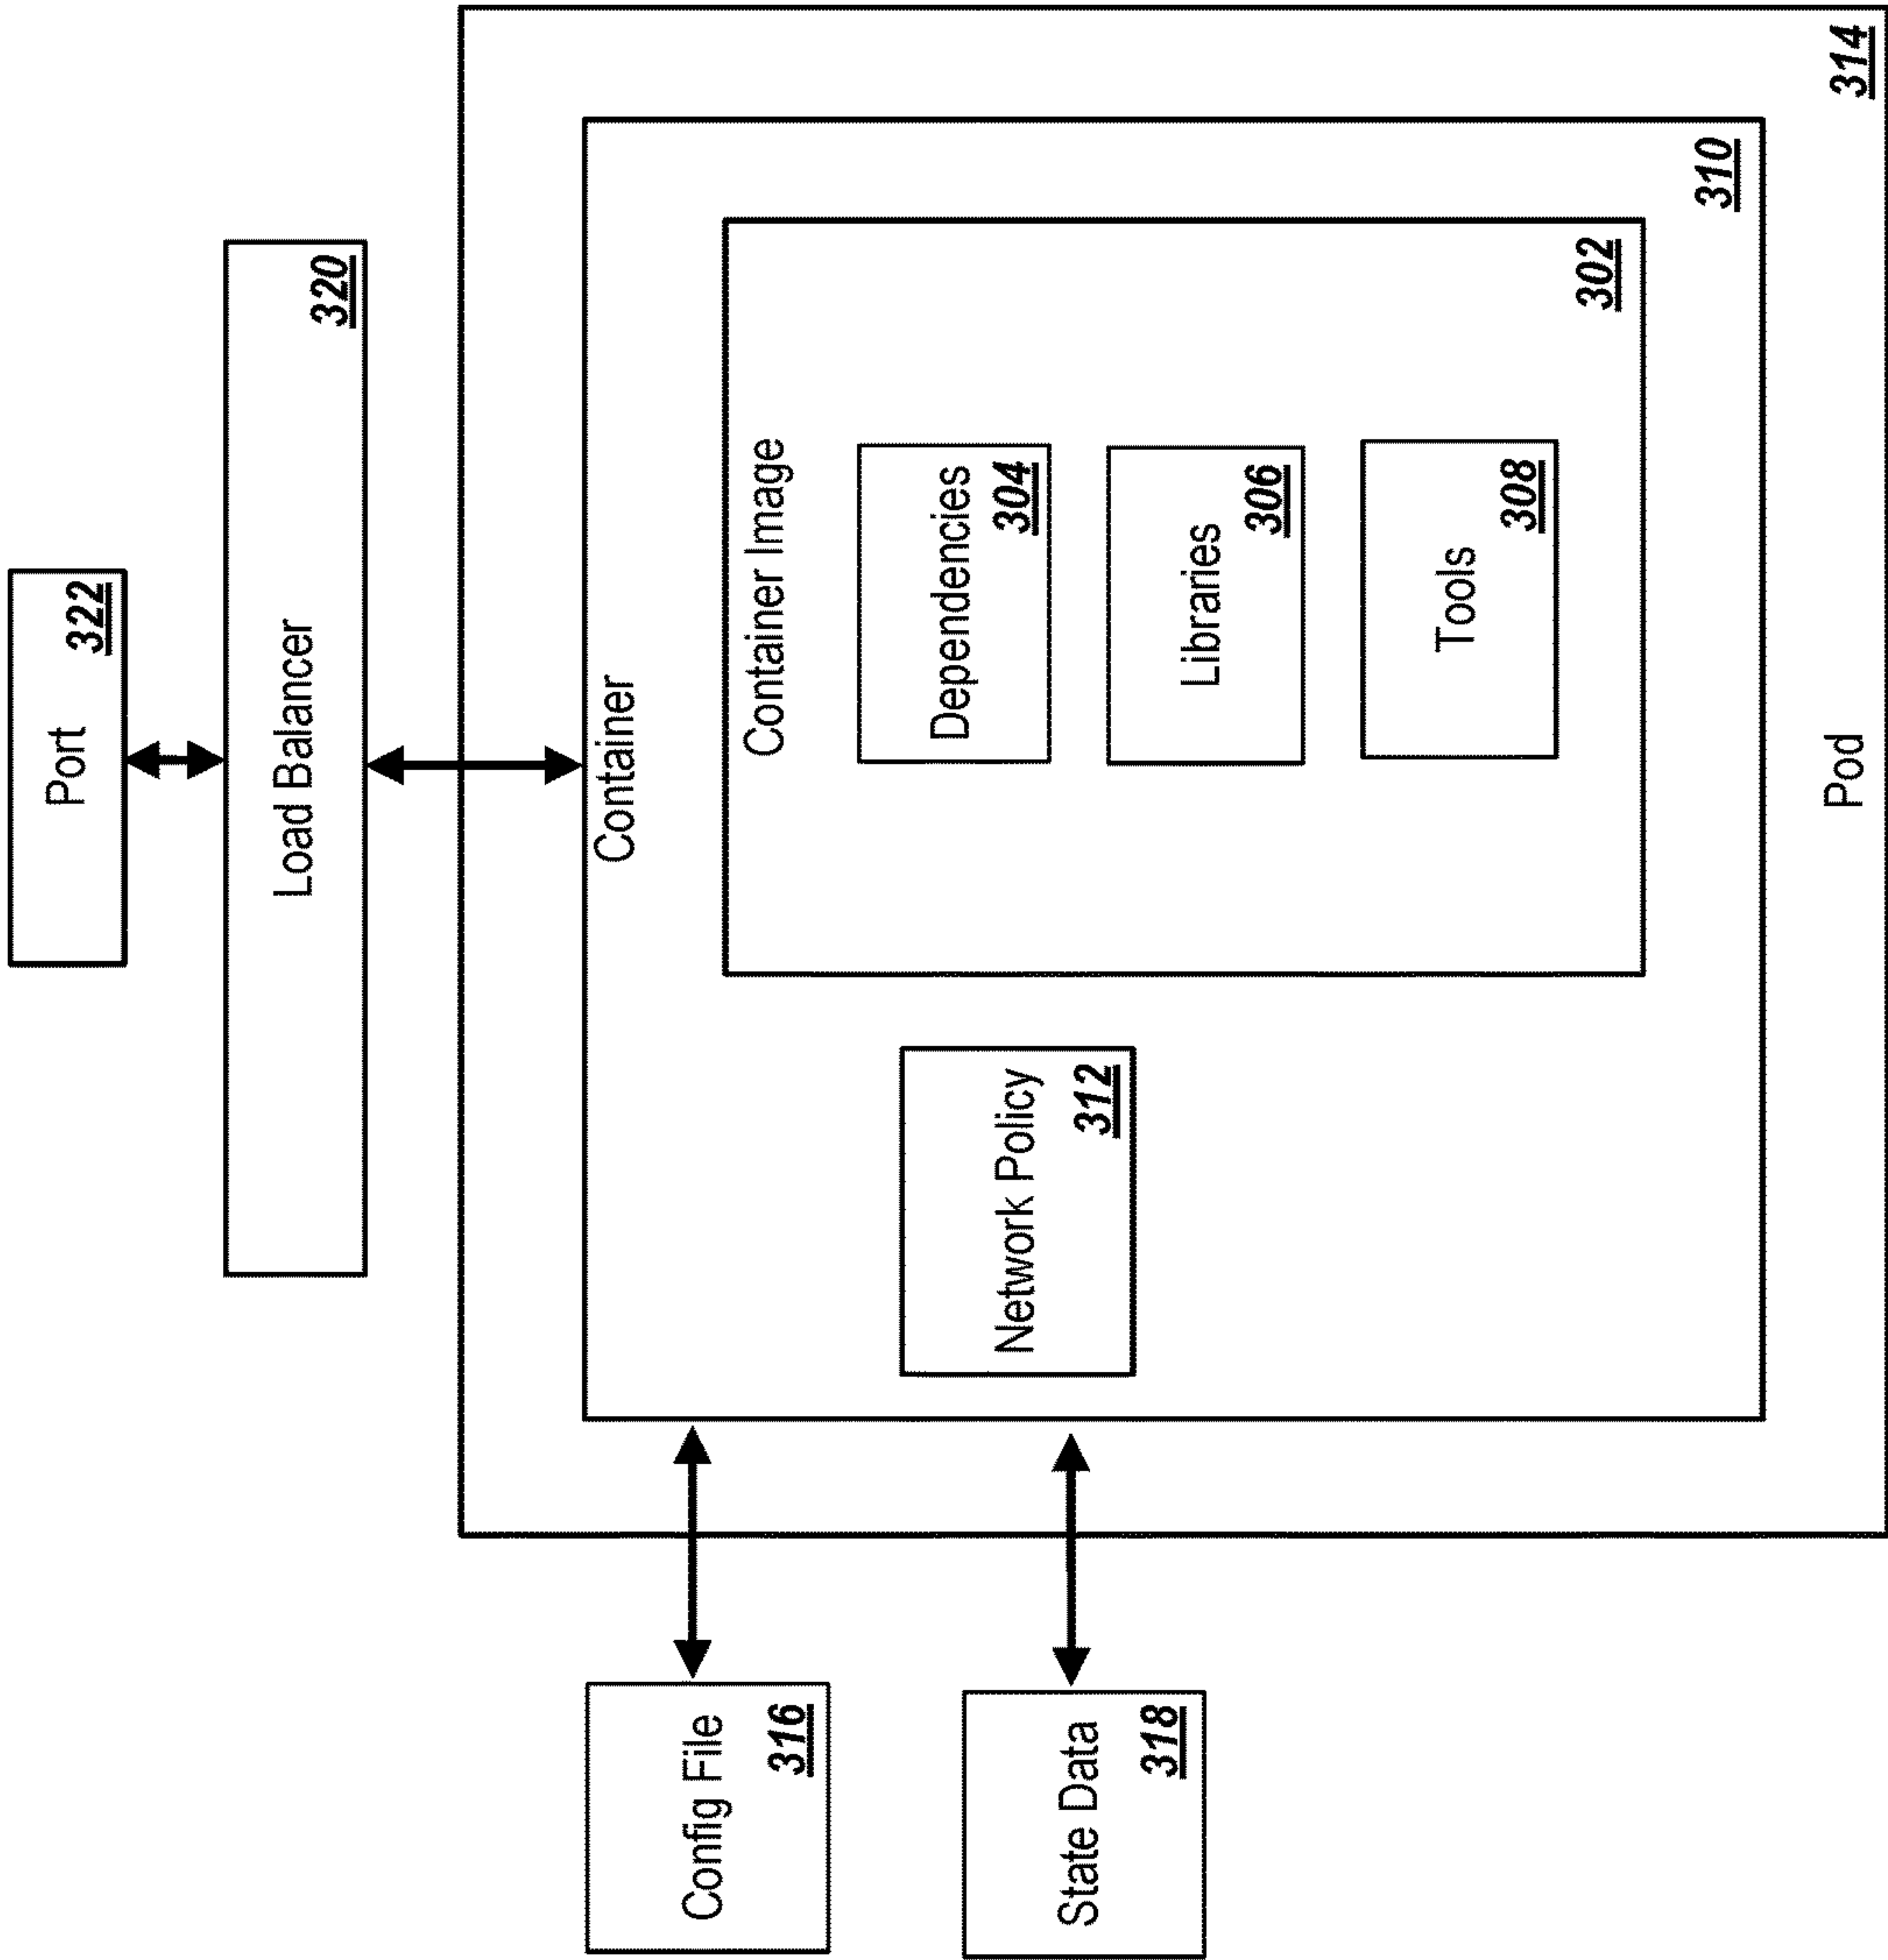 Port
322
Load Balancer
320
Container
Container Image
Dependencies
304
Libraries
306
Tools
308
302
Network Policy
312
310
Config File
316
State Data
318
Pod
314